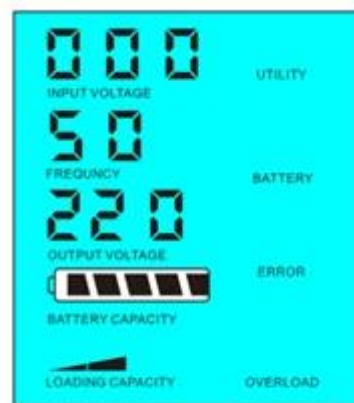 000
UTILITY
INPUT VOLTAGE
50
FREQUNCY
BATTERY
220
OUTPUT VOLTAGE
ERROR
BATTERY CAPACITY
LOADING CAPACITY
OVERLOAD